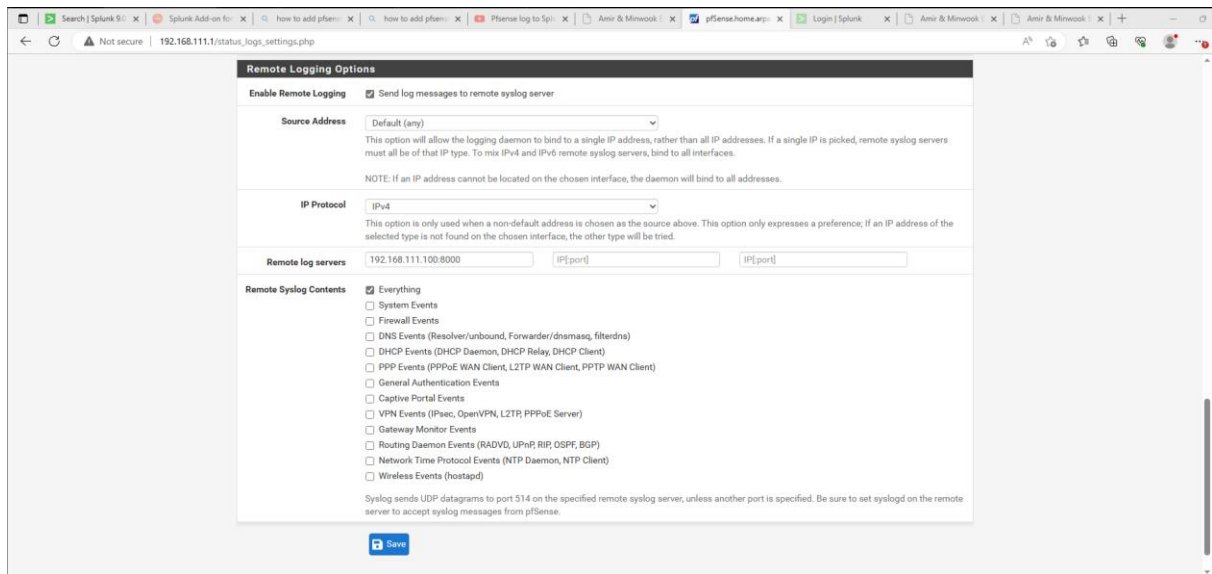 Search | Splunk 9.0
Splunk Add-on for
how to add pfsens
how to add pfsens
Pfsense log to Spl
Amir & Minwook
pfSense.home.arpa
Login | Splunk
Amir & Minwook
Amir & Minwook
Not secure
192.168.111.1/status_logs_settings.php
Remote Logging Options
Enable Remote Logging
Send log messages to remote syslog server
Source Address
Default (any)
This option will allow the logging daemon to bind to a single IP address, rather than all IP addresses. If a single IP is picked, remote syslog servers
must all be of that IP type. To mix IPv4 and IPv6 remote syslog servers, bind to all interfaces.
NOTE: If an IP address cannot be located on the chosen interface, the daemon will bind to all addresses.
IP Protocol
IPv4
This option is only used when a non-default address is chosen as the source above. This option only expresses a preference; If an IP address of the
selected type is not found on the chosen interface, the other type will be tried.
Remote log servers
192.168.111.100:8000
IP[:port]
IP[:port]
Remote Syslog Contents
Everything
System Events
Firewall Events
DNS Events (Resolver/unbound, Forwarder/dnsmasq, filterdns)
DHCP Events (DHCP Daemon, DHCP Relay, DHCP Client)
PPP Events (PPPoE WAN Client, L2TP WAN Client, PPTP WAN Client)
General Authentication Events
Captive Portal Events
VPN Events (IPsec, OpenVPN, L2TP, PPPoE Server)
Gateway Monitor Events
Routing Daemon Events (RADVD, UPnP, RIP, OSPF, BGP)
Network Time Protocol Events (NTP Daemon, NTP Client)
Wireless Events (hostapd)
Syslog sends UDP datagrams to port 514 on the specified remote syslog server, unless another port is specified. Be sure to set syslogd on the remote
server to accept syslog messages from pfSense.
Save